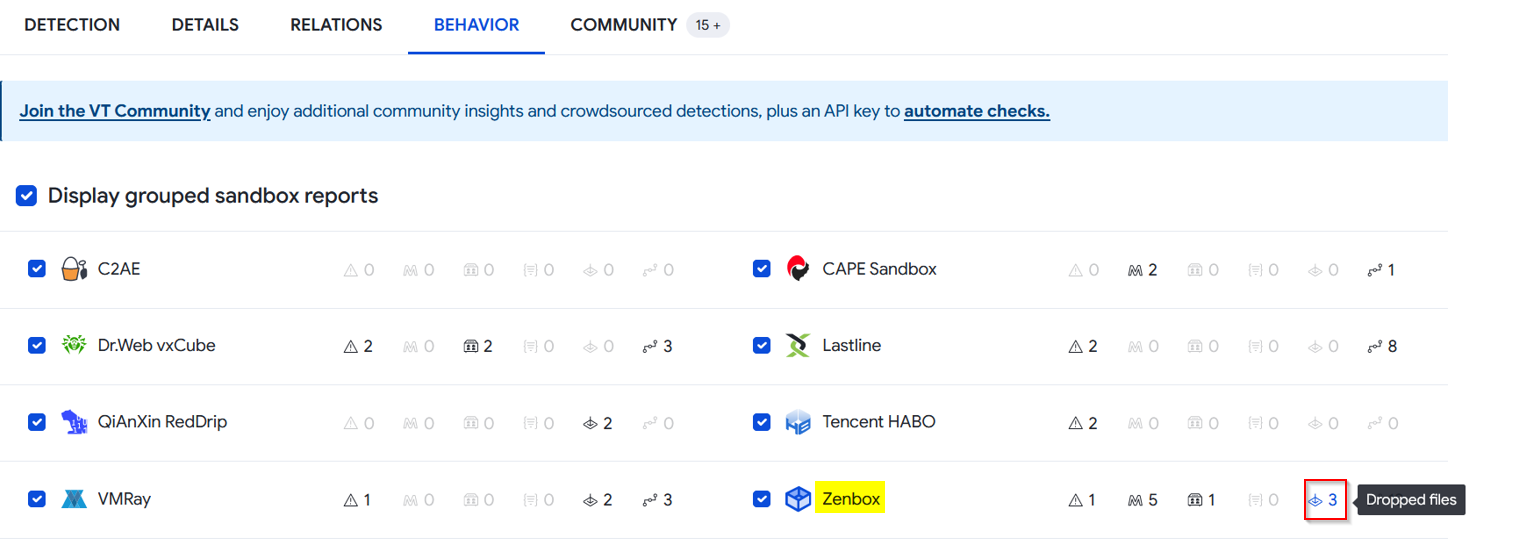 DETECTION DETAILS RELATIONS BEHAVIOR COMMUNITY 15 +
Join the VT Community and enjoy additional community insights and crowdsourced detections, plus an API key to automate checks.
Display grouped sandbox reports
C2AE 0 0 0 0 0 0
CAPE Sandbox 0 2 0 0 0 1
Dr.Web vxCube 2 0 2 0 0 3
Lastline 2 0 0 0 0 8
QiAnXin RedDrip 0 0 0 0 2 0
Tencent HABO 2 0 0 0 0 0
VMRay 1 0 0 0 2 3
Zenbox 1 5 1 0 3 Dropped files